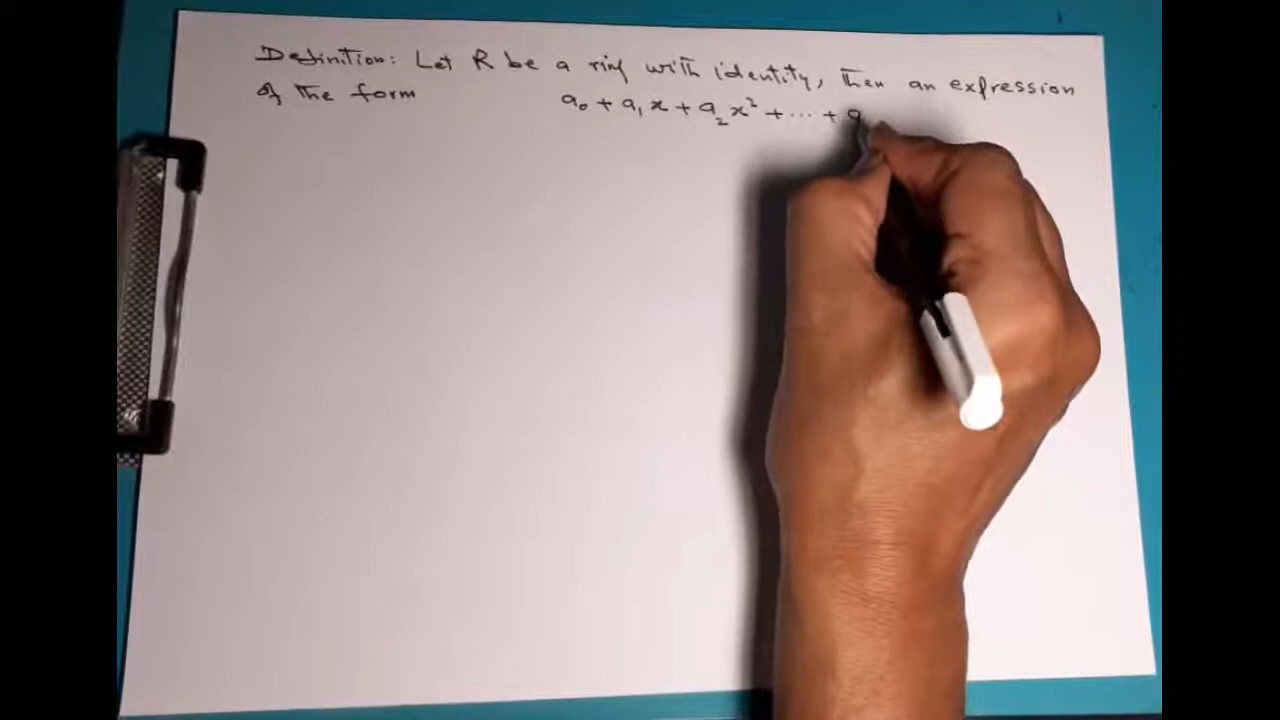 Definition: Let R be a ring with identity, then an expression
of the form a₀ + a₁x + a₂x² + ... + a